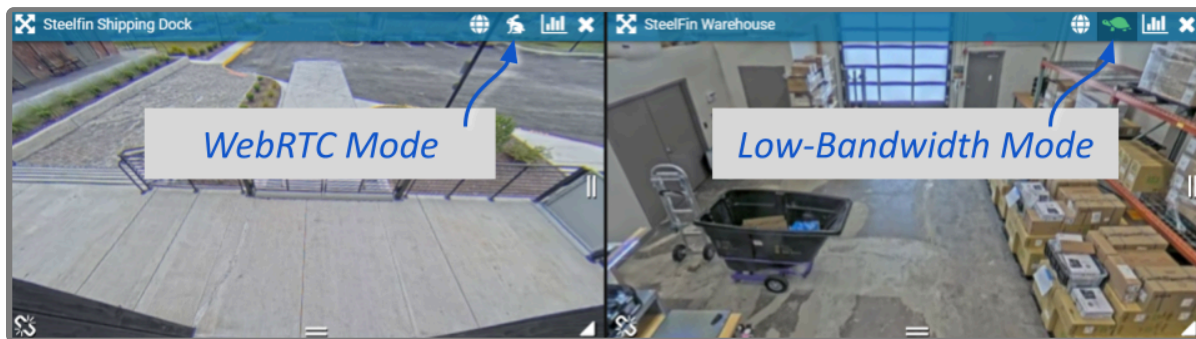 Steelfin Shipping Dock
SteelFin Warehouse
WebRTC Mode
Low-Bandwidth Mode